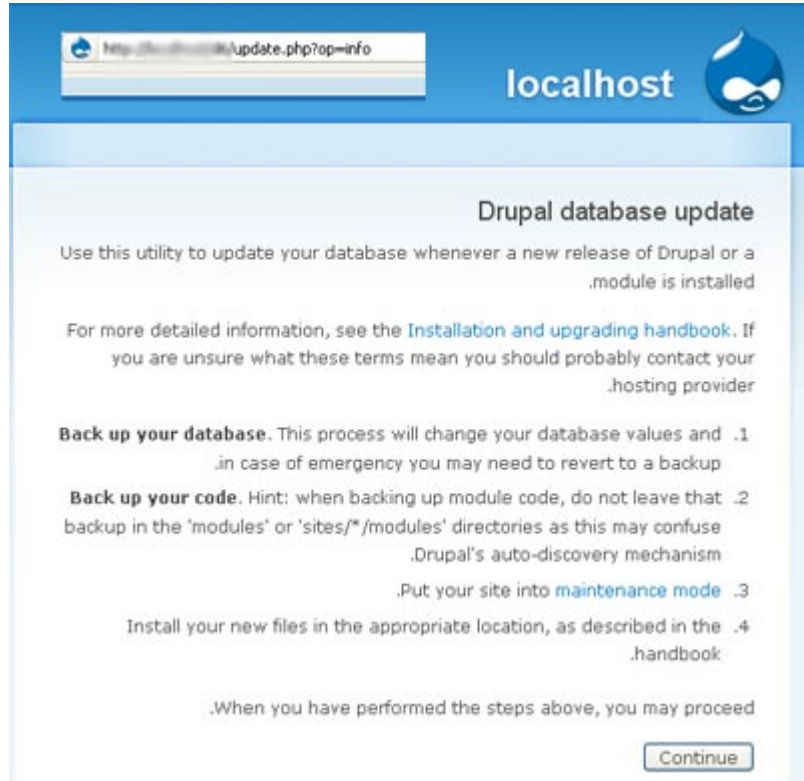 /update.php?op=info
localhost
Drupal database update
Use this utility to update your database whenever a new release of Drupal or a
.module is installed
For more detailed information, see the Installation and upgrading handbook. If
you are unsure what these terms mean you should probably contact your
.hosting provider
Back up your database. This process will change your database values and .1
.in case of emergency you may need to revert to a backup
Back up your code. Hint: when backing up module code, do not leave that .2
backup in the 'modules' or 'sites/*/modules' directories as this may confuse
.Drupal's auto-discovery mechanism
.Put your site into maintenance mode .3
Install your new files in the appropriate location, as described in the .4
.handbook
.When you have performed the steps above, you may proceed
Continue